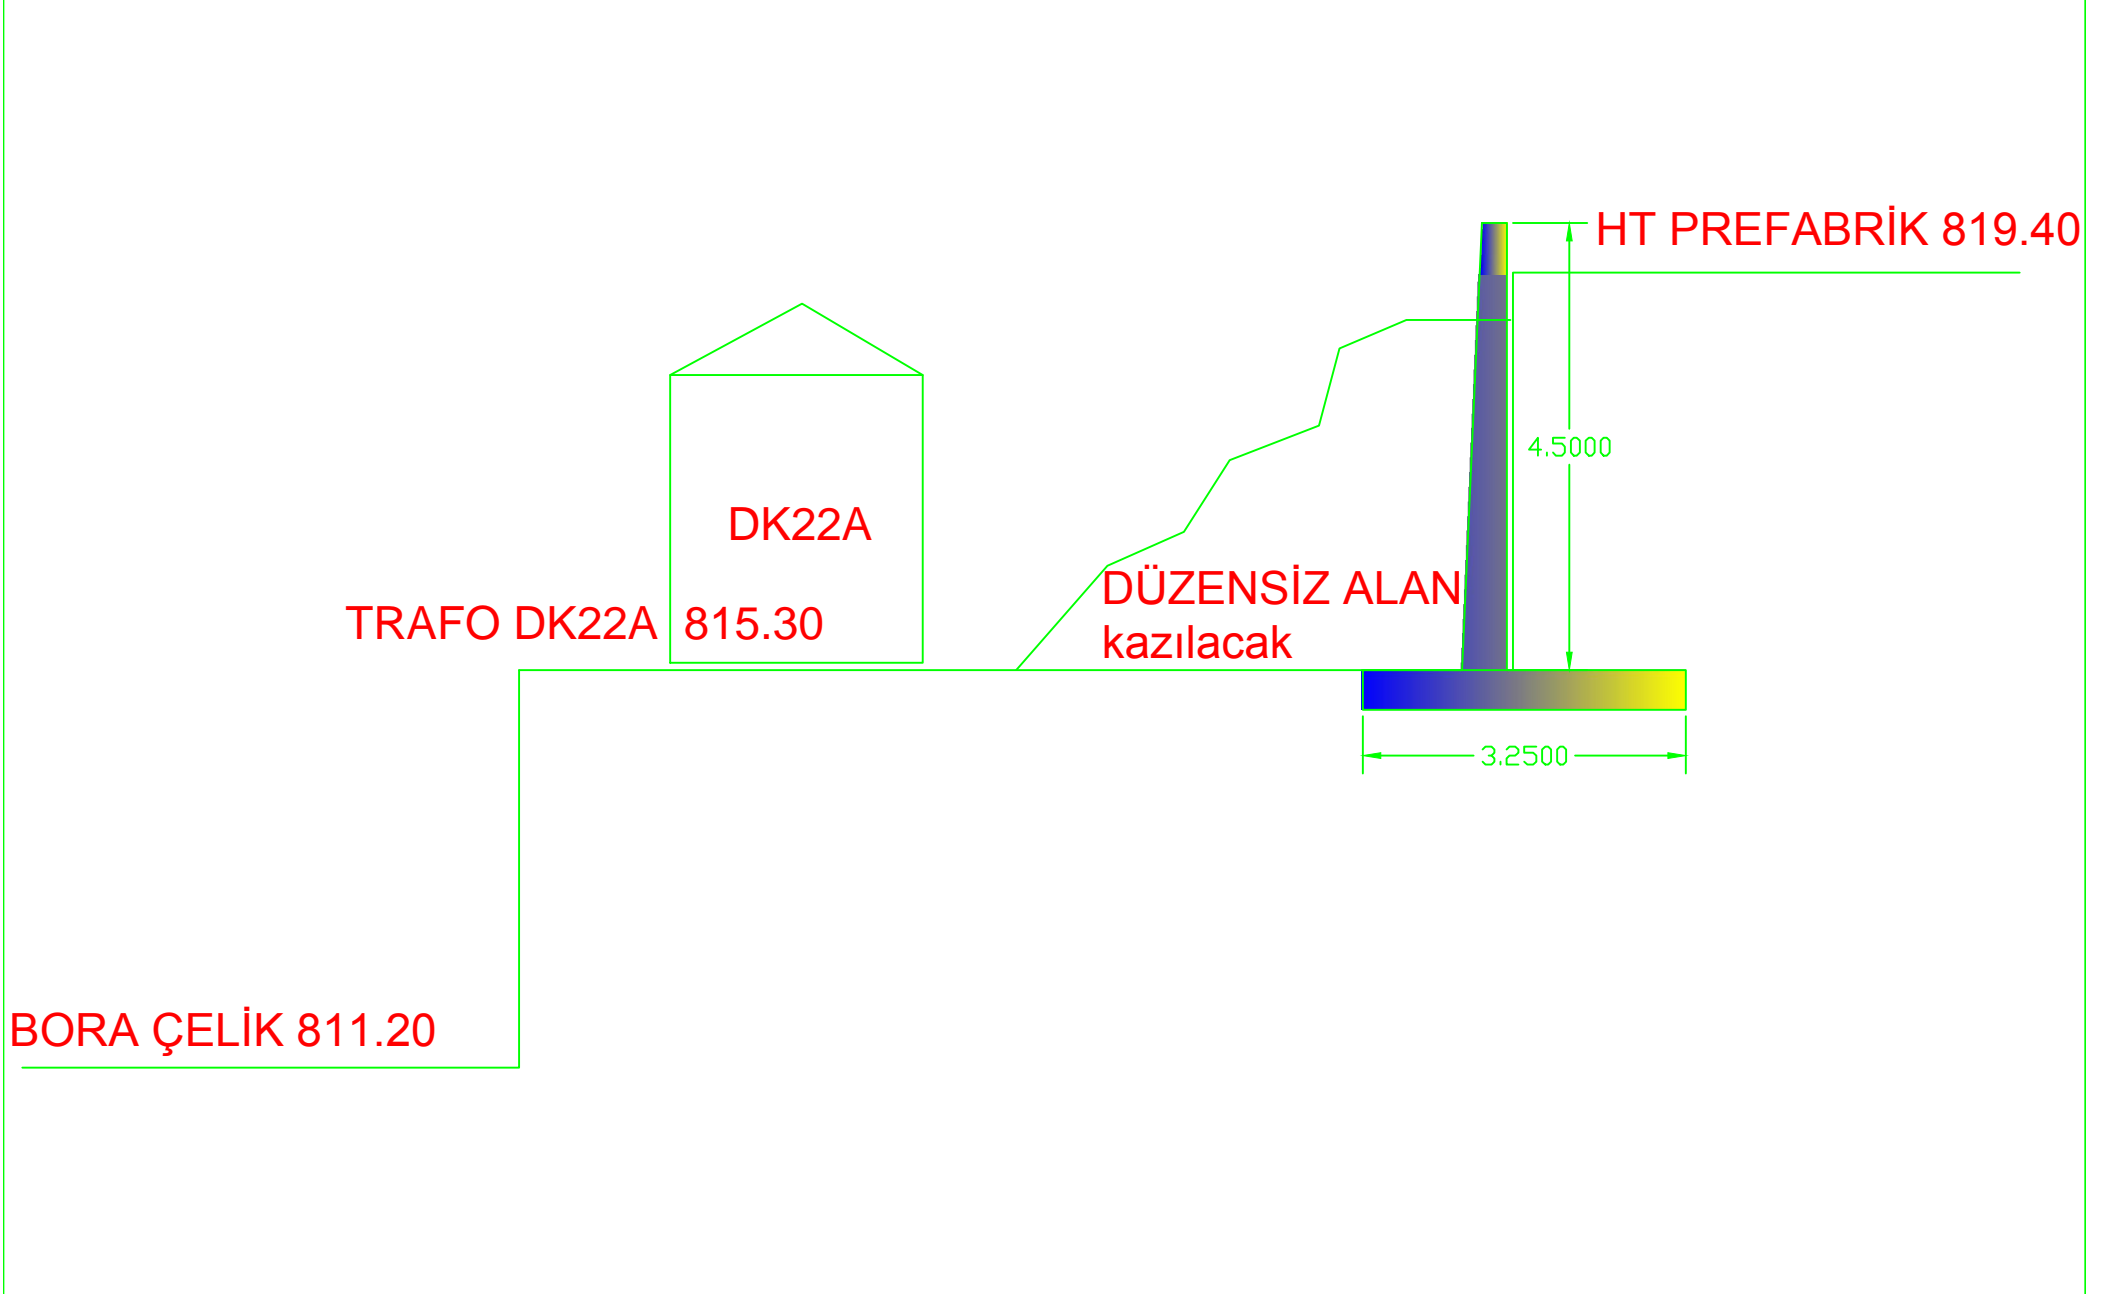 HT PREFABRİK 819.40
4.5000
DK22A
DÜZENSİZ ALAN
kazılacak
TRAFO DK22A 815.30
3.2500
BORA ÇELİK 811.20